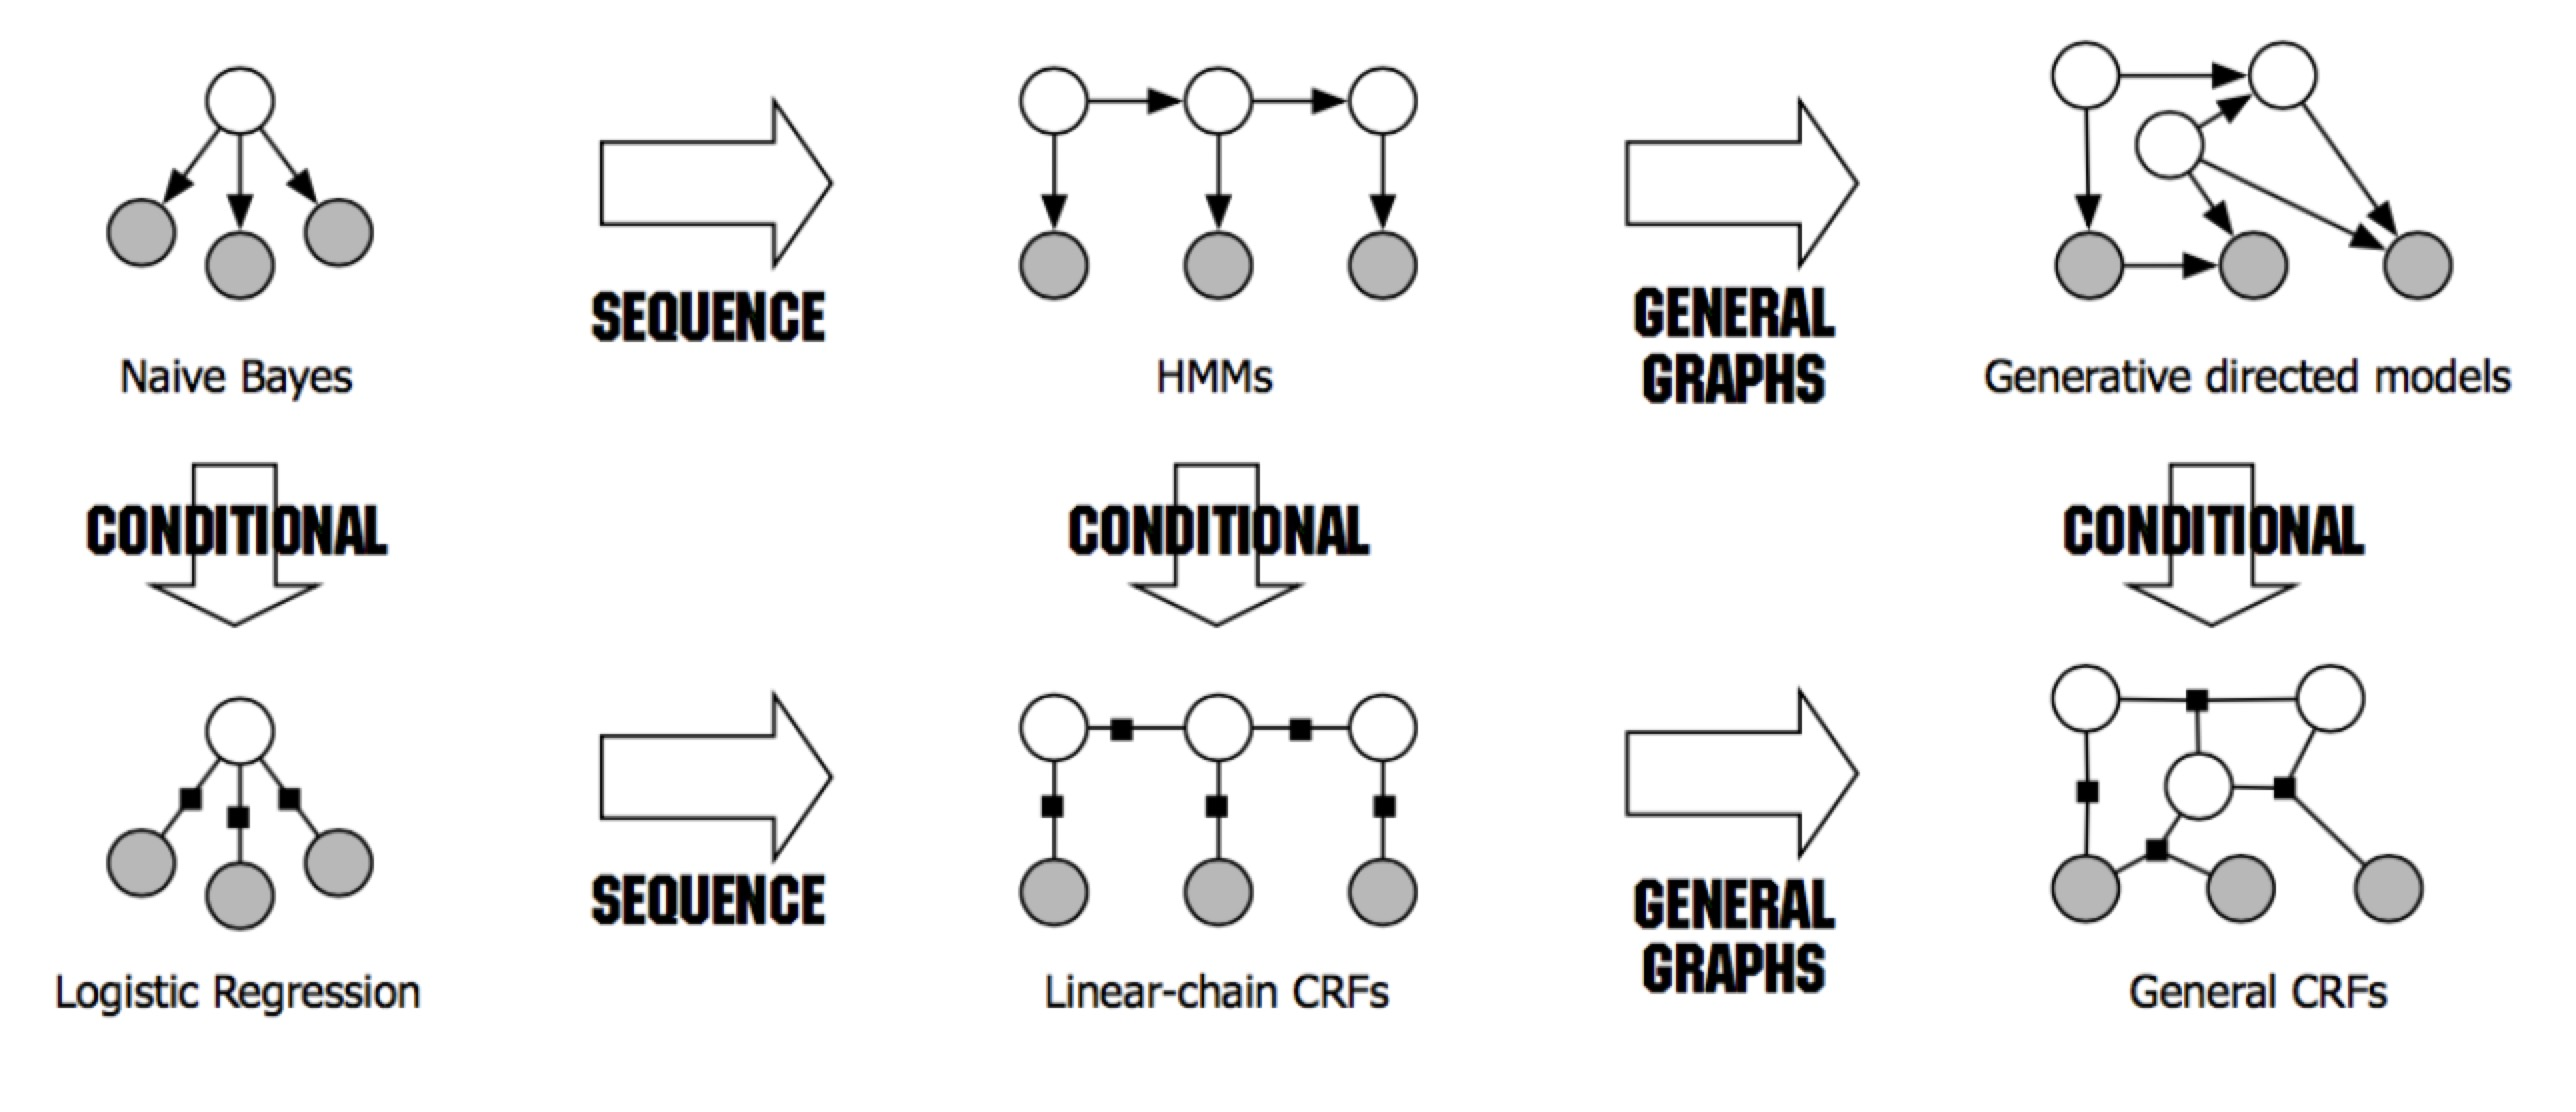 SEQUENCE
GENERAL
GRAPHS
Naive Bayes
HMMs
Generative directed models
CONDITIONAL
CONDITIONAL
CONDITIONAL
SEQUENCE
GENERAL
GRAPHS
Logistic Regression
Linear-chain CRFs
General CRFs